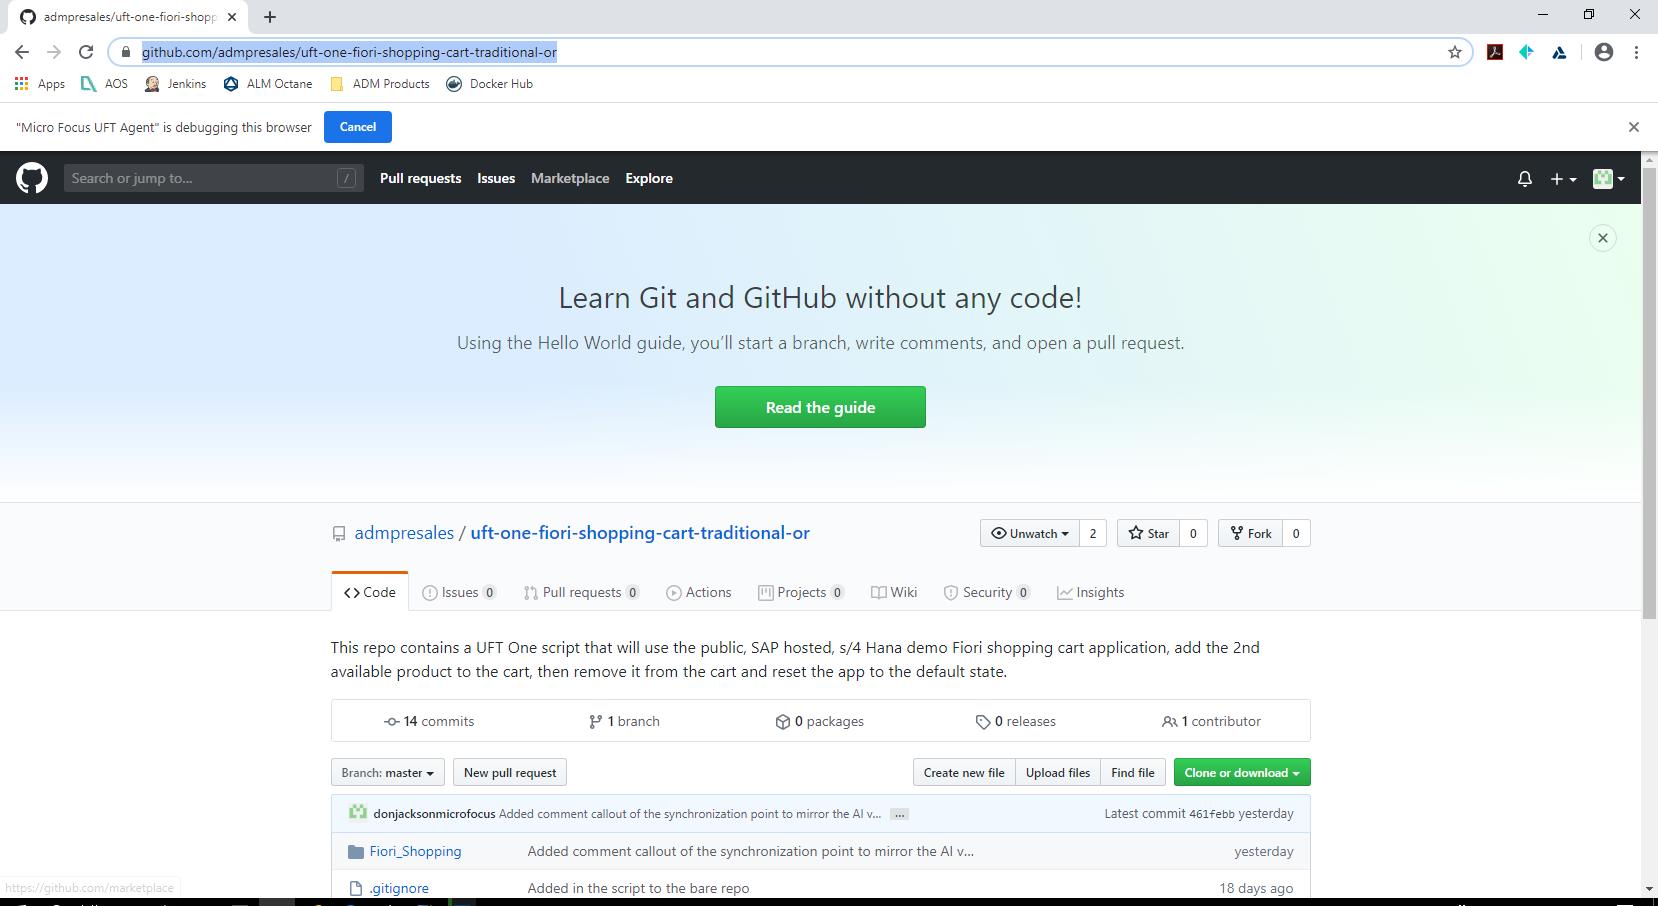 admpresales/uft-one-fiori-shopp
github.com/admpresales/uft-one-fiori-shopping-cart-traditional-or
Apps AOS Jenkins ALM Octane ADM Products Docker Hub
"Micro Focus UFT Agent" is debugging this browser Cancel
Search or jump to... / Pull requests Issues Marketplace Explore
Learn Git and GitHub without any code!
Using the Hello World guide, you’ll start a branch, write comments, and open a pull request.
Read the guide
admpresales / uft-one-fiori-shopping-cart-traditional-or Unwatch 2 Star 0 Fork 0
Code Issues 0 Pull requests 0 Actions Projects 0 Wiki Security 0 Insights
This repo contains a UFT One script that will use the public, SAP hosted, s/4 Hana demo Fiori shopping cart application, add the 2nd
available product to the cart, then remove it from the cart and reset the app to the default state.
14 commits 1 branch 0 packages 0 releases 1 contributor
Branch: master New pull request Create new file Upload files Find file Clone or download
donjacksonmicrofocus Added comment callout of the synchronization point to mirror the AI v... ... Latest commit 461febb yesterday
Fiori_Shopping Added comment callout of the synchronization point to mirror the AI v... yesterday
.gitignore Added in the script to the bare repo 18 days ago
https://github.com/marketplace